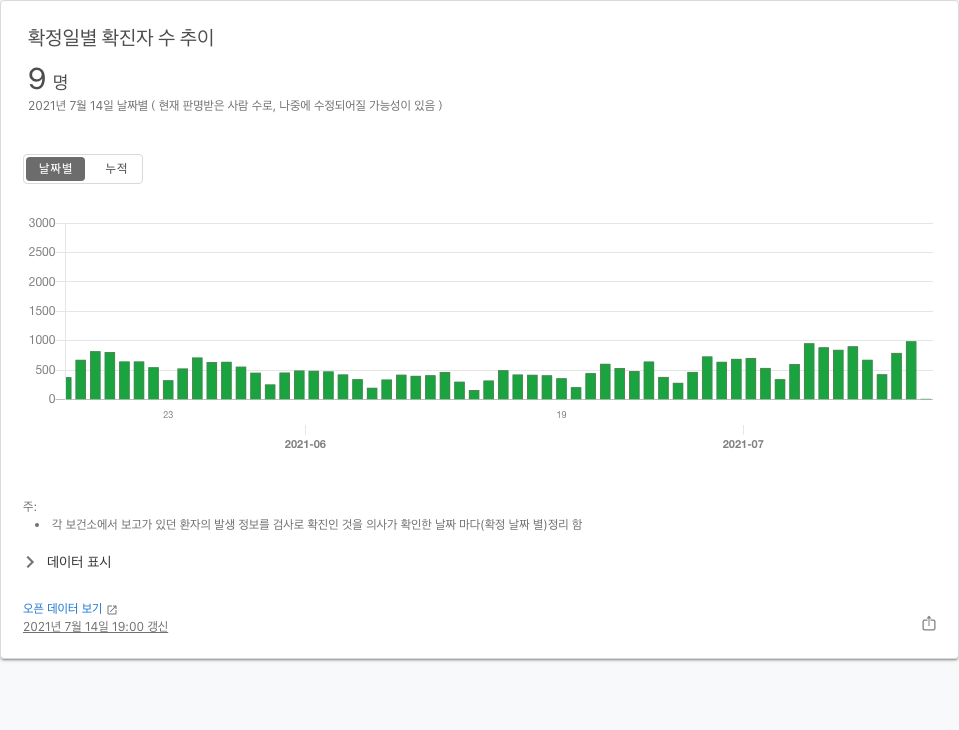 확정일별 확진자 수 추이
9 명
2021년 7월 14일 날짜별 ( 현재 판명받은 사람 수로, 나중에 수정되어질 가능성이 있음 )
날짜별 누적
3000
2500
2000
1500
1000
500
0
23 19
2021-06 2021-07
주:
• 각 보건소에서 보고가 있던 환자의 발생 정보를 검사로 확진인 것을 의사가 확인한 날짜 마다(확정 날짜 별)정리 함
데이터 표시
오픈 데이터 보기
2021년 7월 14일 19:00 갱신